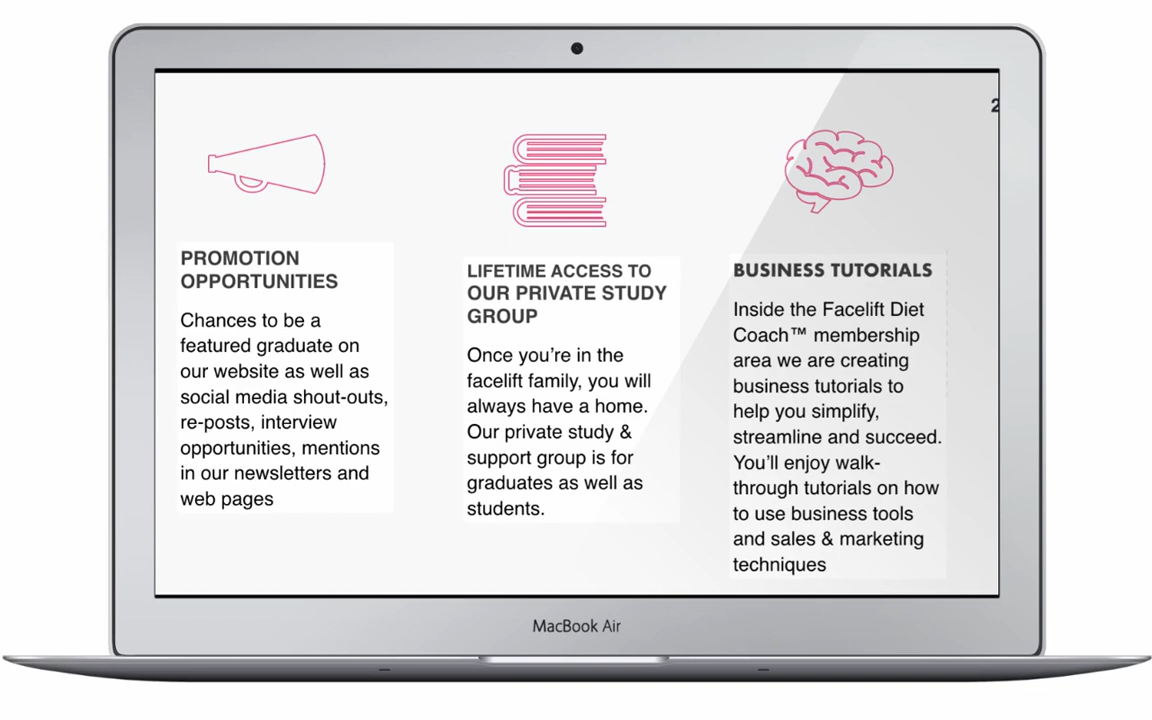 2
PROMOTION
OPPORTUNITIES
Chances to be a
featured graduate on
our website as well as
social media shout-outs,
re-posts, interview
opportunities, mentions
in our newsletters and
web pages
LIFETIME ACCESS TO
OUR PRIVATE STUDY
GROUP
Once you’re in the
facelift family, you will
always have a home.
Our private study &
support group is for
graduates as well as
students.
BUSINESS TUTORIALS
Inside the Facelift Diet
Coach™ membership
area we are creating
business tutorials to
help you simplify,
streamline and succeed.
You’ll enjoy walk-
through tutorials on how
to use business tools
and sales & marketing
techniques
MacBook Air